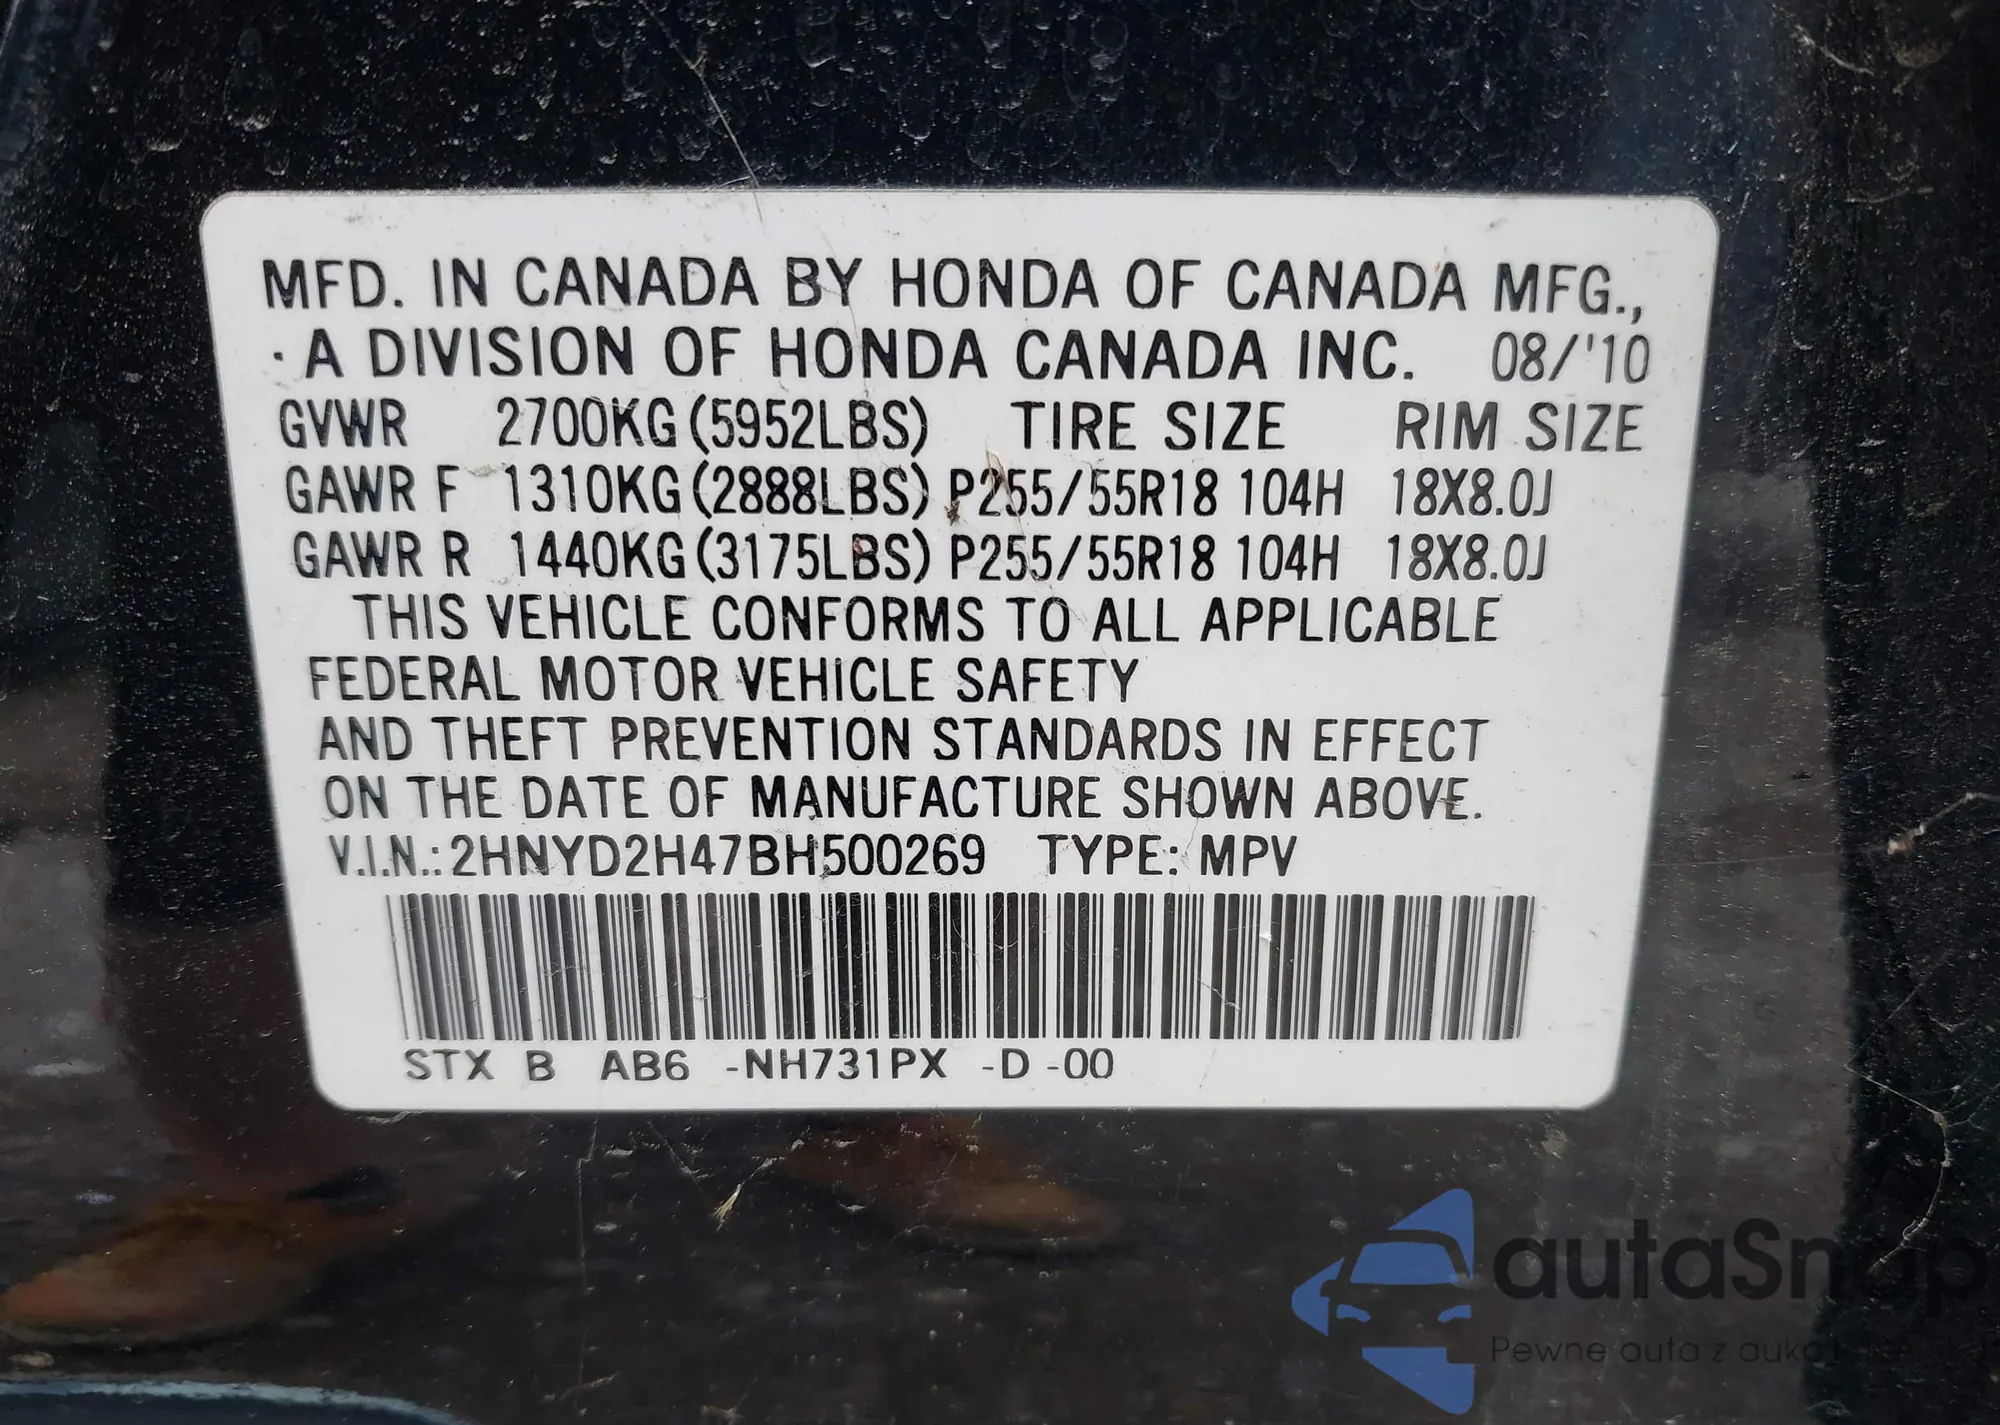 MFD. IN CANADA BY HONDA OF CANADA MFG.,
A DIVISION OF HONDA CANADA INC. 08/'10
GVWR 2700KG (5952LBS) TIRE SIZE RIM SIZE
GAWR F 1310KG (2888LBS) P255/55R18 104H 18X8.0J
GAWR R 1440KG (3175LBS) P255/55R18 104H 18X8.0J
THIS VEHICLE CONFORMS TO ALL APPLICABLE
FEDERAL MOTOR VEHICLE SAFETY
AND THEFT PREVENTION STANDARDS IN EFFECT
ON THE DATE OF MANUFACTURE SHOWN ABOVE.
V.I.N.: 2HNYD2H47BH500269 TYPE: MPV
STX B AB6 -NH731PX -D -00
autaSnap
Pewne auta z